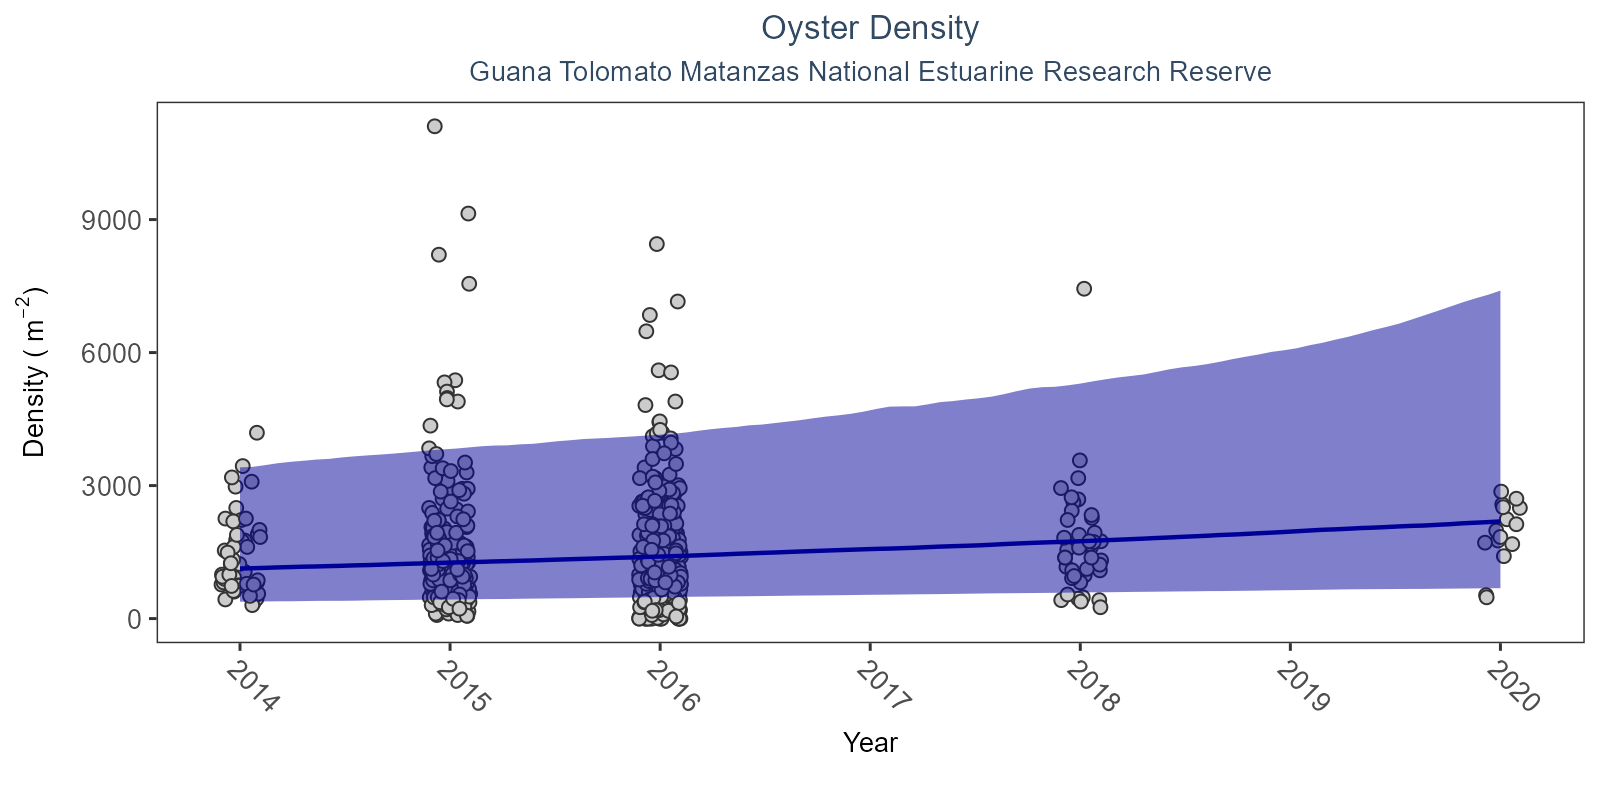 Oyster Density
Guana Tolomato Matanzas National Estuarine Research Reserve
Density ( m⁻²)
9000
6000
3000
0
2014
2015
2016
2017
2018
2019
2020
Year